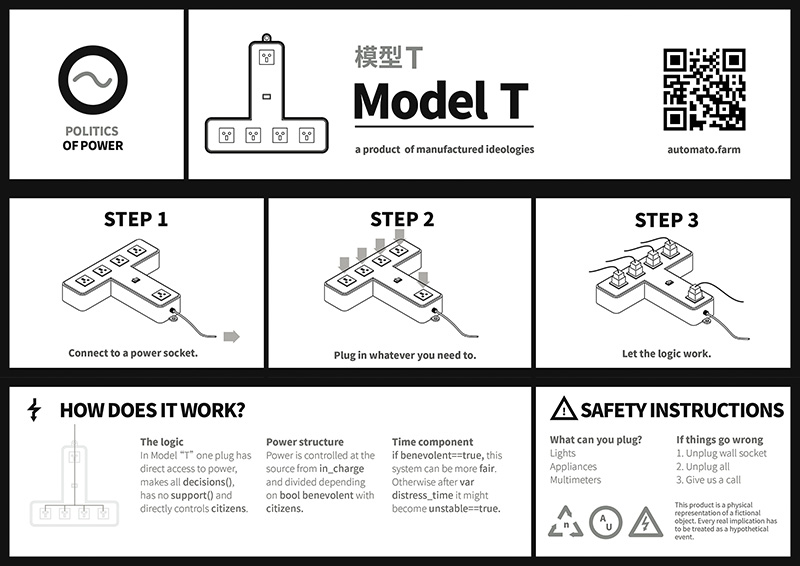 POLITICS
OF POWER
模型T
Model T
a product of manufactured ideologies
automato.farm
STEP 1
Connect to a power socket.
STEP 2
Plug in whatever you need to.
STEP 3
Let the logic work.
HOW DOES IT WORK?
The logic
In Model “T” one plug has
direct access to power,
makes all decisions(),
has no support() and
directly controls citizens.
Power structure
Power is controlled at the
source from in_charge
and divided depending
on bool benevolent with
citizens.
Time component
if benevolent==true, this
system can be more fair.
Otherwise after var
distress_time it might
become unstable==true.
SAFETY INSTRUCTIONS
What can you plug?
Lights
Appliances
Multimeters
If things go wrong
1. Unplug wall socket
2. Unplug all
3. Give us a call
n
A
U
This product is a physical
representation of a fictional
object. Every real implication has
to be treated as a hypothetical
event.